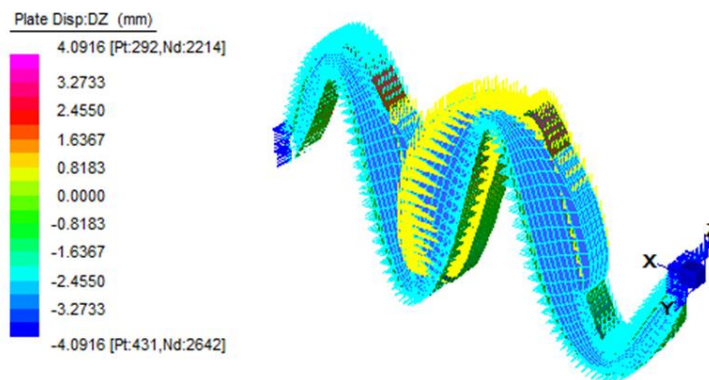 Plate Disp:DZ (mm)
4.0916 [Pt:292,Nd:2214]
3.2733
2.4550
1.6367
0.8183
0.0000
-0.8183
-1.6367
-2.4550
-3.2733
-4.0916 [Pt:431,Nd:2642]
X
Y